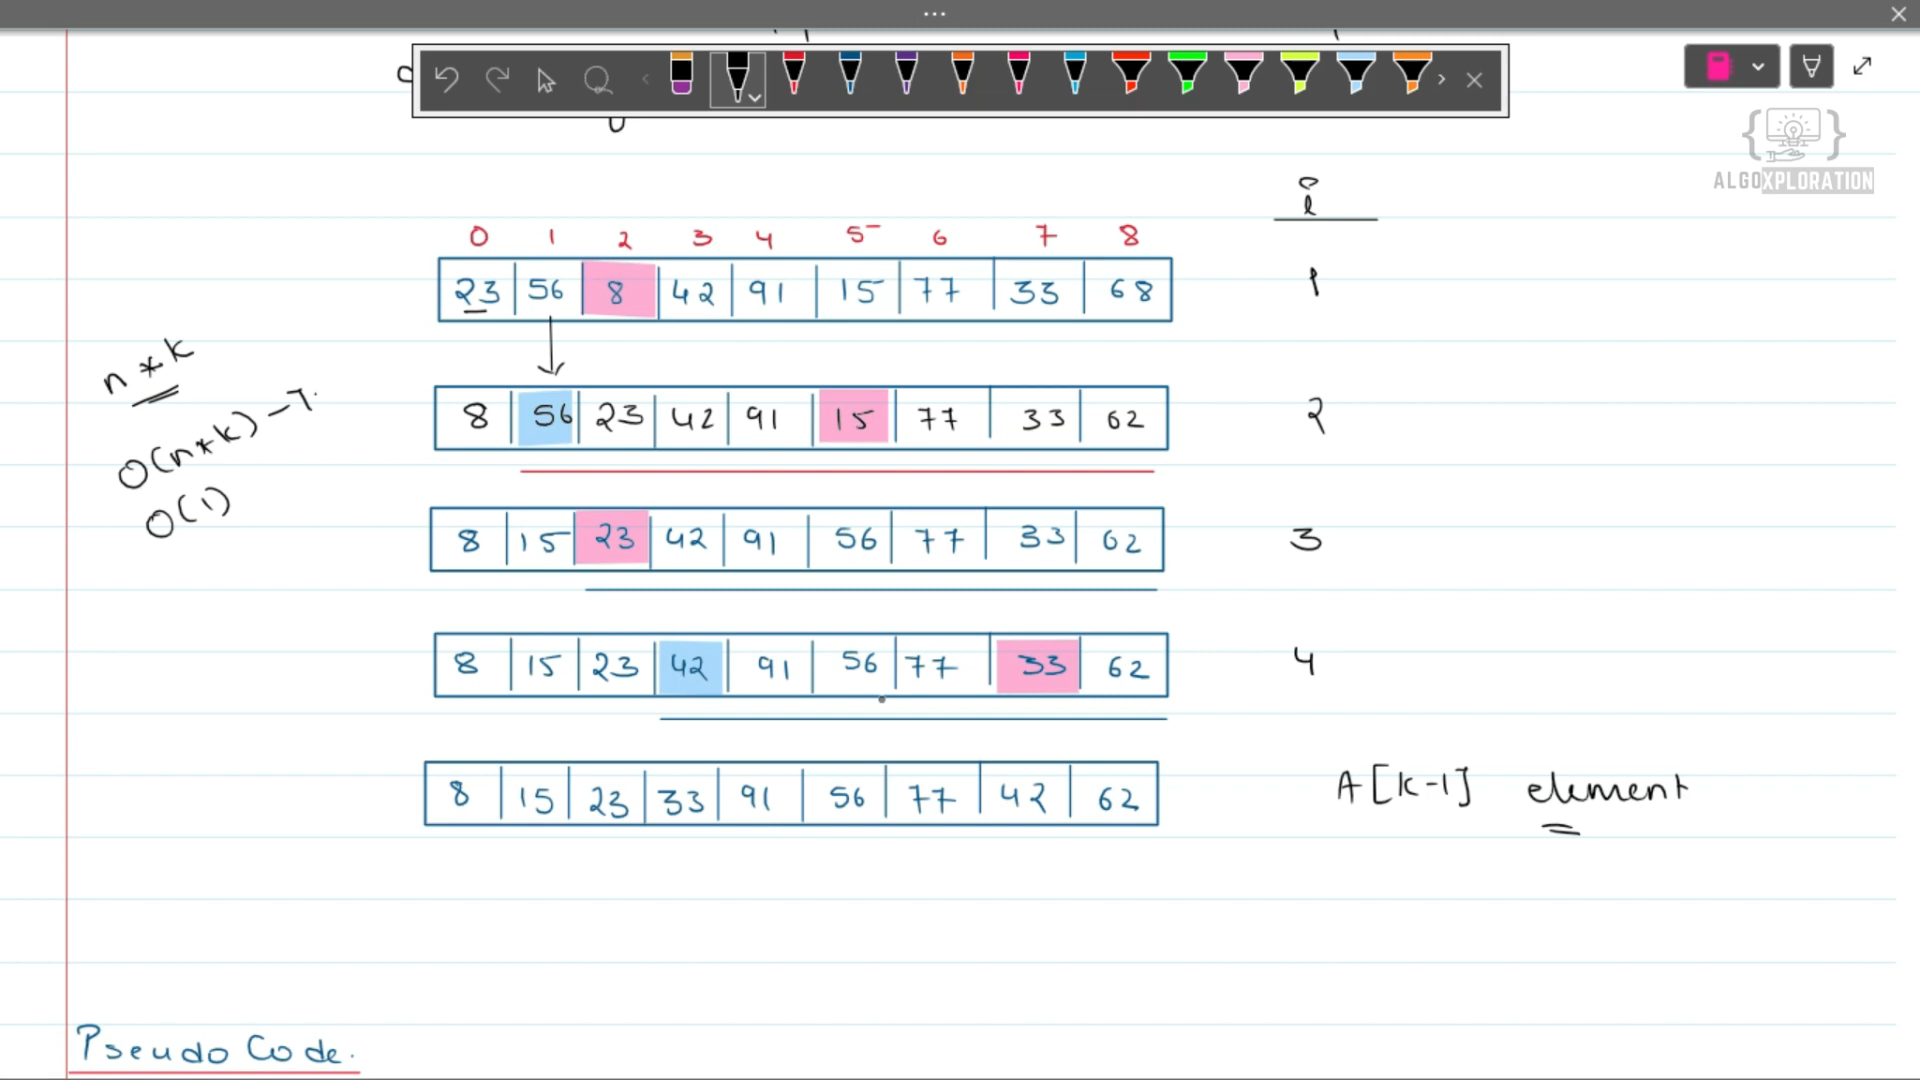 ALGOXPLORATION
i
0 1 2 3 4 5 6 7 8
23 56 8 42 91 15 77 33 68 1
n*k
O(n*k) - T.
O(1)
8 56 23 42 91 15 77 33 62 2
8 15 23 42 91 56 77 33 62 3
8 15 23 42 91 56 77 33 62 4
8 15 23 33 91 56 77 42 62 A[K-1] element
Pseudo Code.